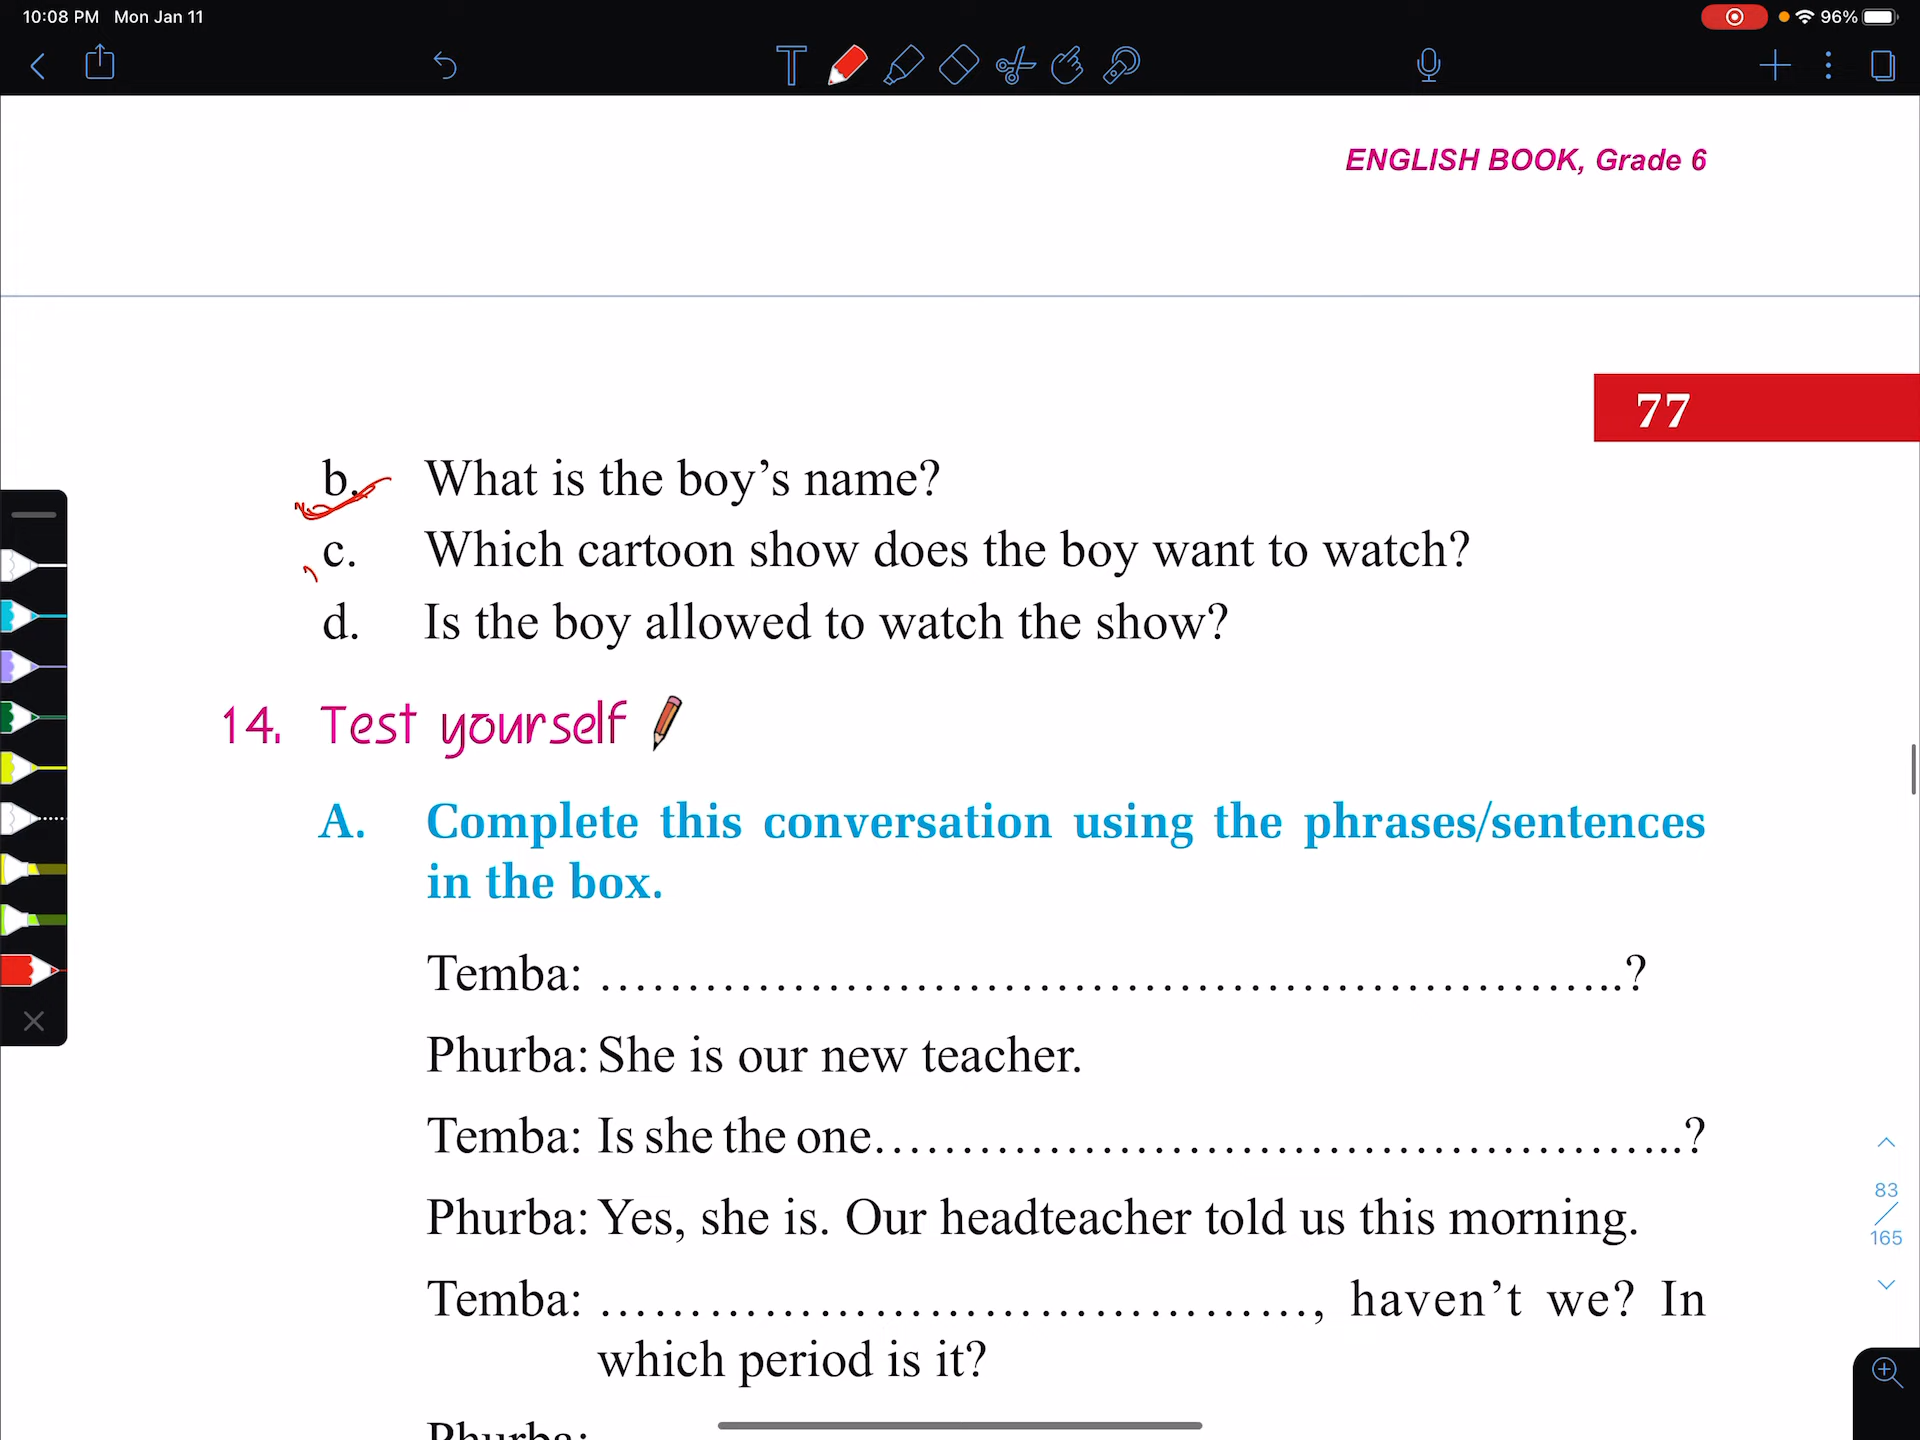 10:08 PM Mon Jan 11
96%
ENGLISH BOOK, Grade 6
77
b. What is the boy’s name?
c. Which cartoon show does the boy want to watch?
d. Is the boy allowed to watch the show?
14. Test yourself
A. Complete this conversation using the phrases/sentences
in the box.
Temba: ……………………………………………………..?
Phurba: She is our new teacher.
Temba: Is she the one…………………………………………..?
Phurba: Yes, she is. Our headteacher told us this morning.
Temba: ……………………………………, haven’t we? In
which period is it?
Phurba:
83
165